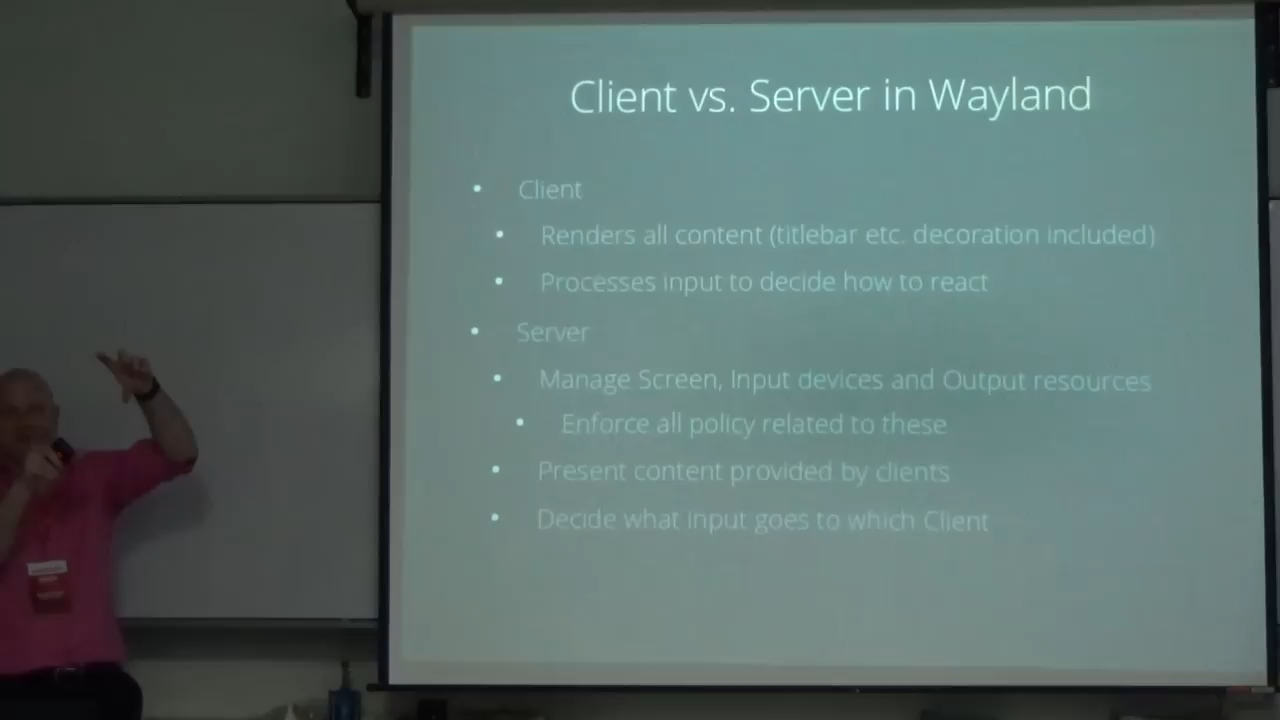 Client vs. Server in Wayland
• Client
• Renders all content (titlebar etc. decoration included)
• Processes input to decide how to react
• Server
• Manage Screen, Input devices and Output resources
• Enforce all policy related to these
• Present content provided by clients
• Decide what input goes to which Client